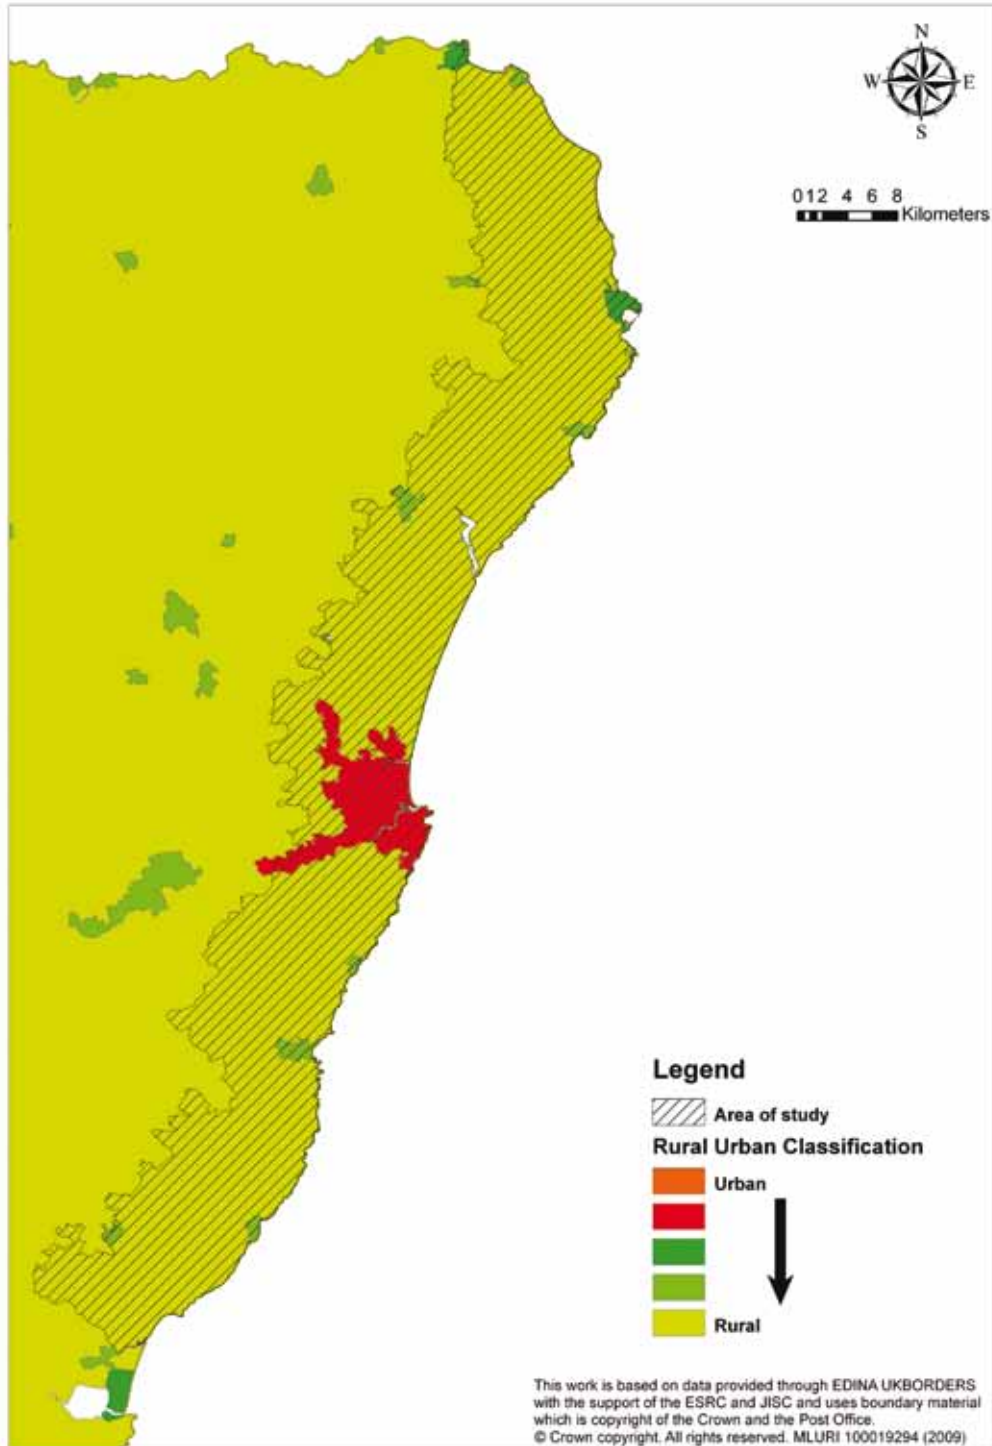 N
W E
S
0 1 2 4 6 8
Kilometers
Legend
Area of study
Rural Urban Classification
Urban
Rural
This work is based on data provided through EDINA UKBORDERS
with the support of the ESRC and JISC and uses boundary material
which is copyright of the Crown and the Post Office.
© Crown copyright. All rights reserved. MLURI 100019294 (2009)